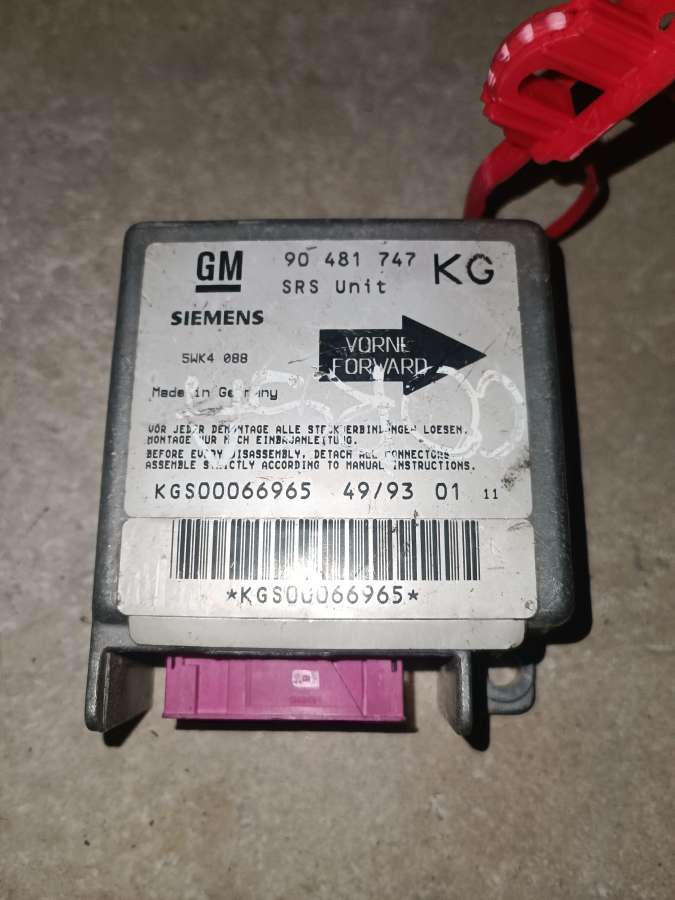 GM 90 481 747 KG
SRS Unit
SIEMENS
VORNE
FORWARD
5WK4 088
Made in Germany
VOR JEDER DEMONTAGE ALLE STECKVERBINDUNGEN LOESEN.
MONTAGE NUR NACH EINBAUANLEITUNG.
BEFORE EVERY DISASSEMBLY, DETACH ALL CONNECTORS
ASSEMBLE STRICTLY ACCORDING TO MANUAL INSTRUCTIONS.
KGS00066965 49/93 01 11
*KGS00066965*